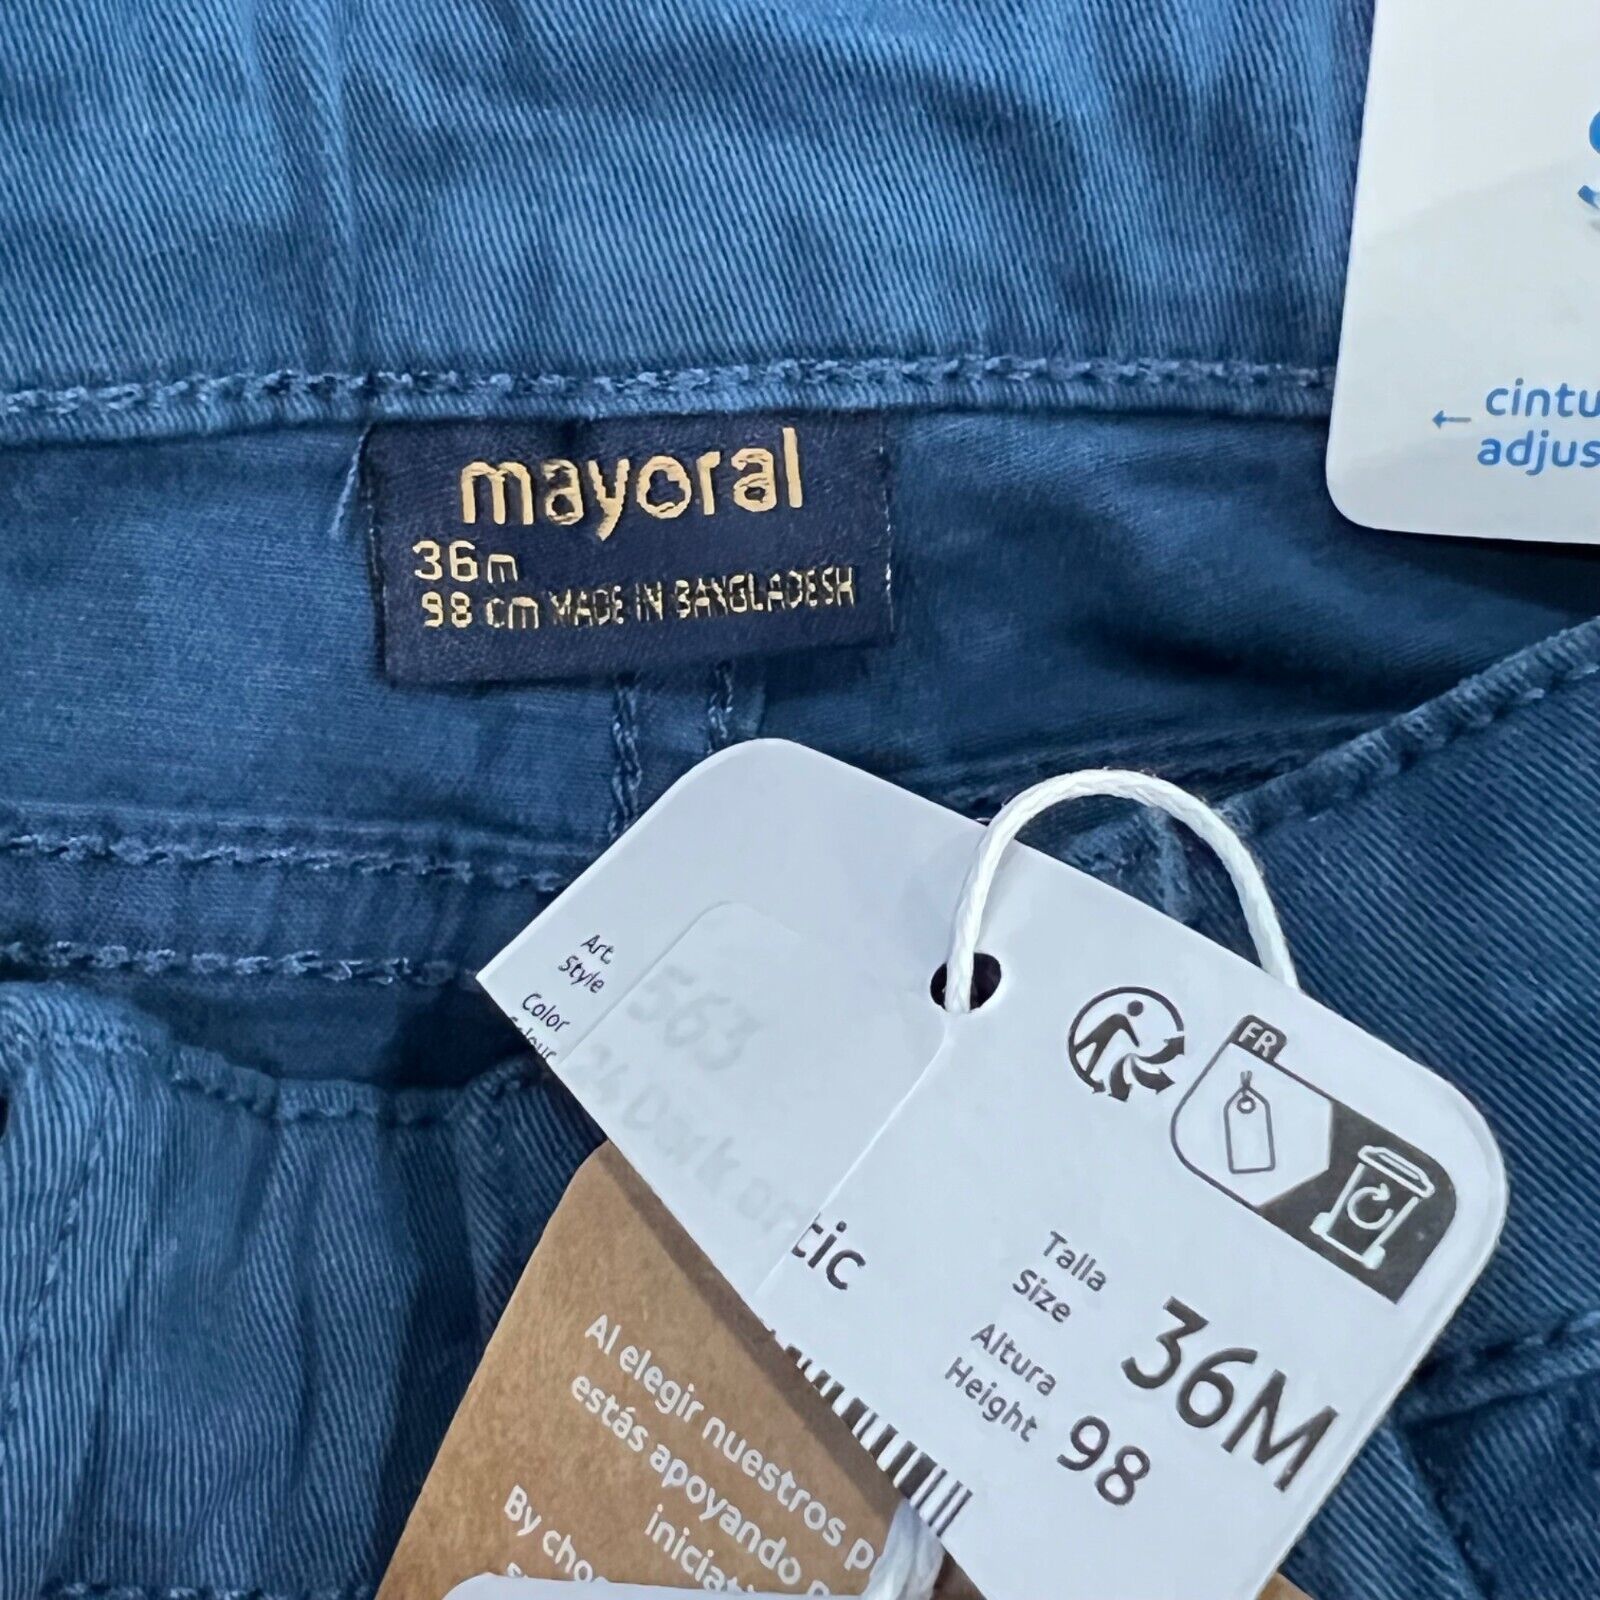 cintu
← adjus
mayoral
36m
98 cm MADE IN BANGLADESH
Art.
Style
563
Color
24 Dark
tic
FR
Talla
Size
36M
Altura
Height
98
Al elegir nuestros p
estás apoyando
iniciat
By cho